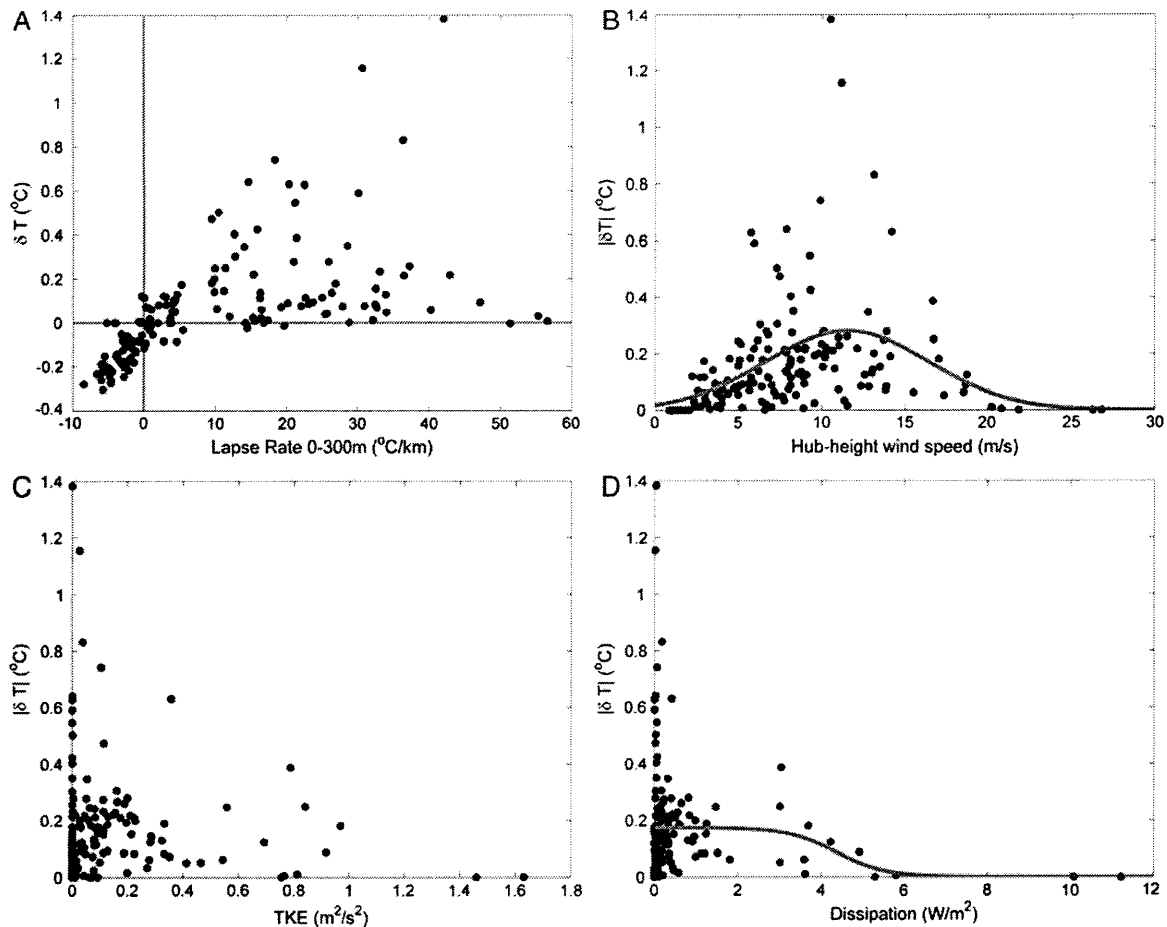 A
1.4
1.2
1
0.8
0.6
0.4
0.2
0
-0.2
-0.4
δ T (°C)
-10 0 10 20 30 40 50 60
Lapse Rate 0-300m (°C/km)
B
1.4
1.2
1
0.8
0.6
0.4
0.2
0
|δT| (°C)
0 5 10 15 20 25 30
Hub-height wind speed (m/s)
C
1.4
1.2
1
0.8
0.6
0.4
0.2
0
|δ T| (°C)
0 0.2 0.4 0.6 0.8 1 1.2 1.4 1.6 1.8
TKE (m²/s²)
D
1.4
1.2
1
0.8
0.6
0.4
0.2
0
|δ T| (°C)
0 2 4 6 8 10 12
Dissipation (W/m²)